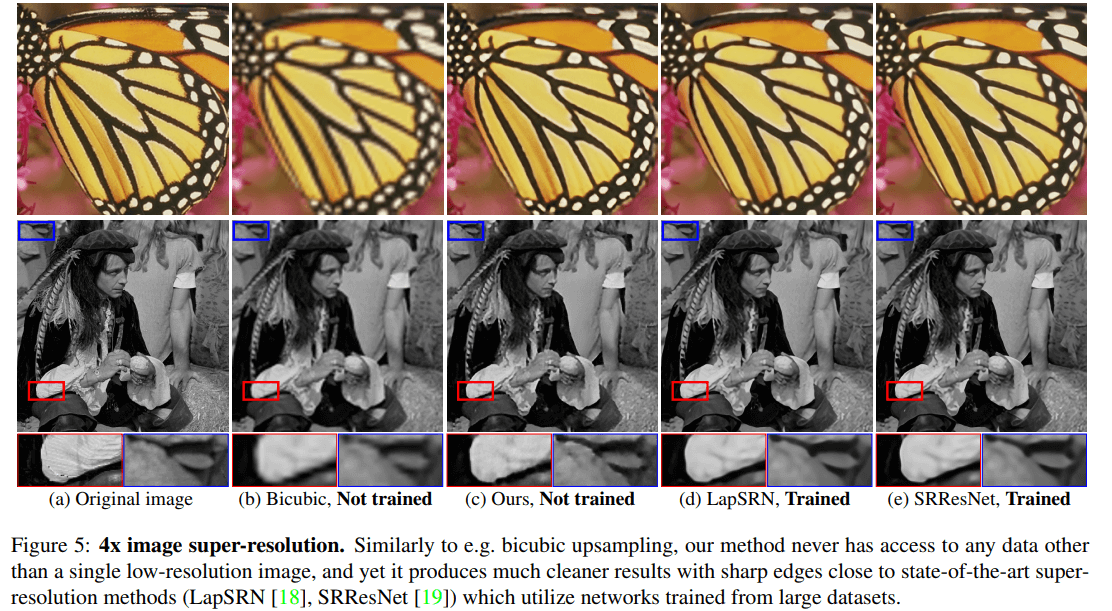 (a) Original image
(b) Bicubic, Not trained
(c) Ours, Not trained
(d) LapSRN, Trained
(e) SRResNet, Trained
Figure 5: 4x image super-resolution. Similarly to e.g. bicubic upsampling, our method never has access to any data other
than a single low-resolution image, and yet it produces much cleaner results with sharp edges close to state-of-the-art super-
resolution methods (LapSRN [18], SRResNet [19]) which utilize networks trained from large datasets.